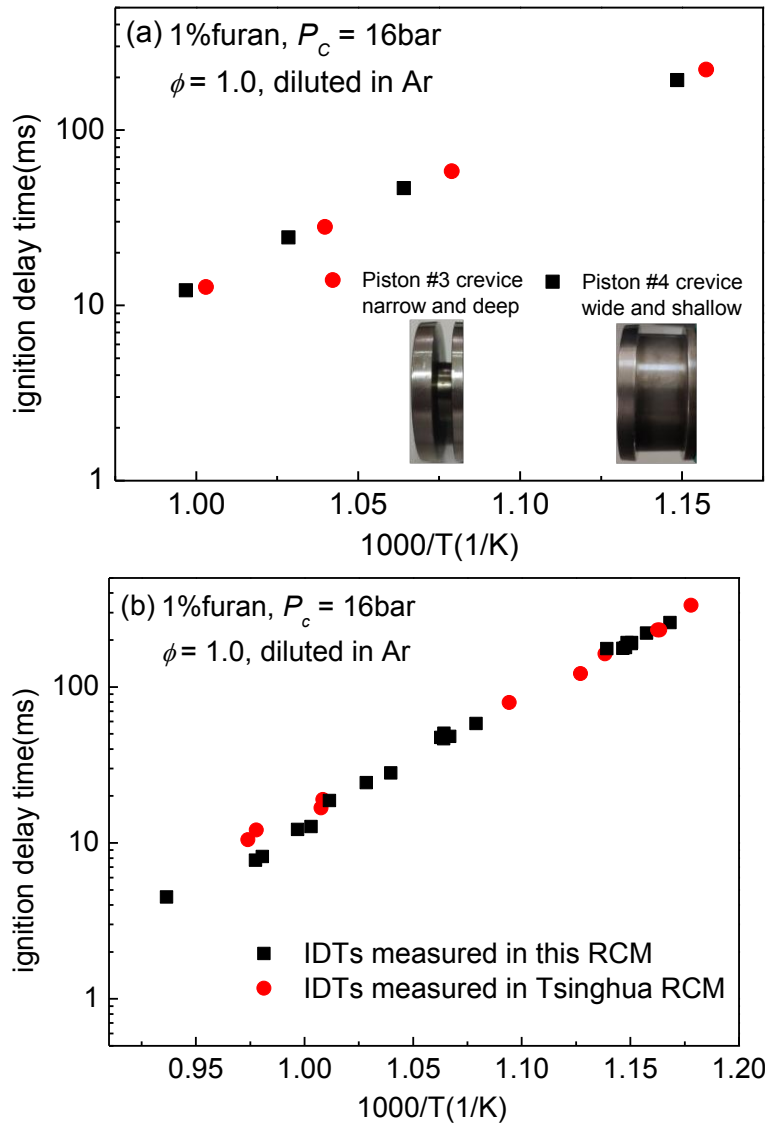 (a) 1%furan, P_C = 16bar
ϕ = 1.0, diluted in Ar
100
10
1
ignition delay time(ms)
Piston #3 crevice
narrow and deep
Piston #4 crevice
wide and shallow
1.00 1.05 1.10 1.15
1000/T(1/K)
(b) 1%furan, P_c = 16bar
ϕ = 1.0, diluted in Ar
100
10
1
ignition delay time(ms)
IDTs measured in this RCM
IDTs measured in Tsinghua RCM
0.95 1.00 1.05 1.10 1.15 1.20
1000/T(1/K)